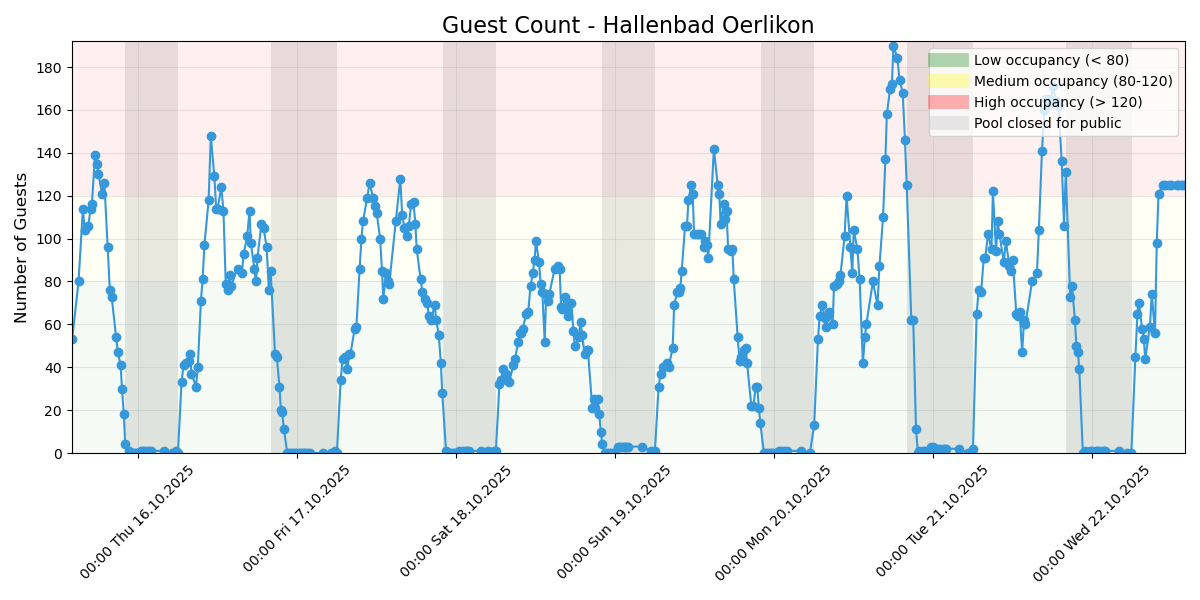 Guest Count - Hallenbad Oerlikon
Number of Guests
180
160
140
120
100
80
60
40
20
0
Low occupancy (< 80)
Medium occupancy (80-120)
High occupancy (> 120)
Pool closed for public
00:00 Thu 16.10.2025
00:00 Fri 17.10.2025
00:00 Sat 18.10.2025
00:00 Sun 19.10.2025
00:00 Mon 20.10.2025
00:00 Tue 21.10.2025
00:00 Wed 22.10.2025